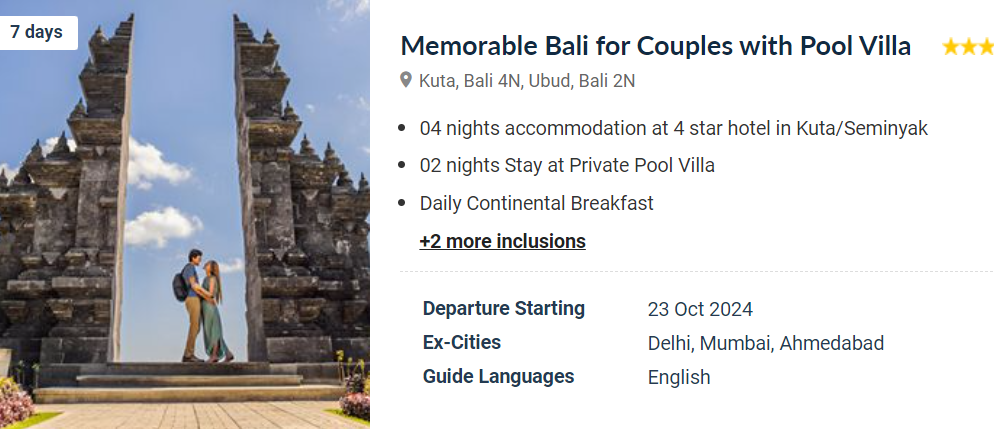 7 days
Memorable Bali for Couples with Pool Villa
Kuta, Bali 4N, Ubud, Bali 2N
04 nights accommodation at 4 star hotel in Kuta/Seminyak
02 nights Stay at Private Pool Villa
Daily Continental Breakfast
+2 more inclusions
Departure Starting 23 Oct 2024
Ex-Cities Delhi, Mumbai, Ahmedabad
Guide Languages English